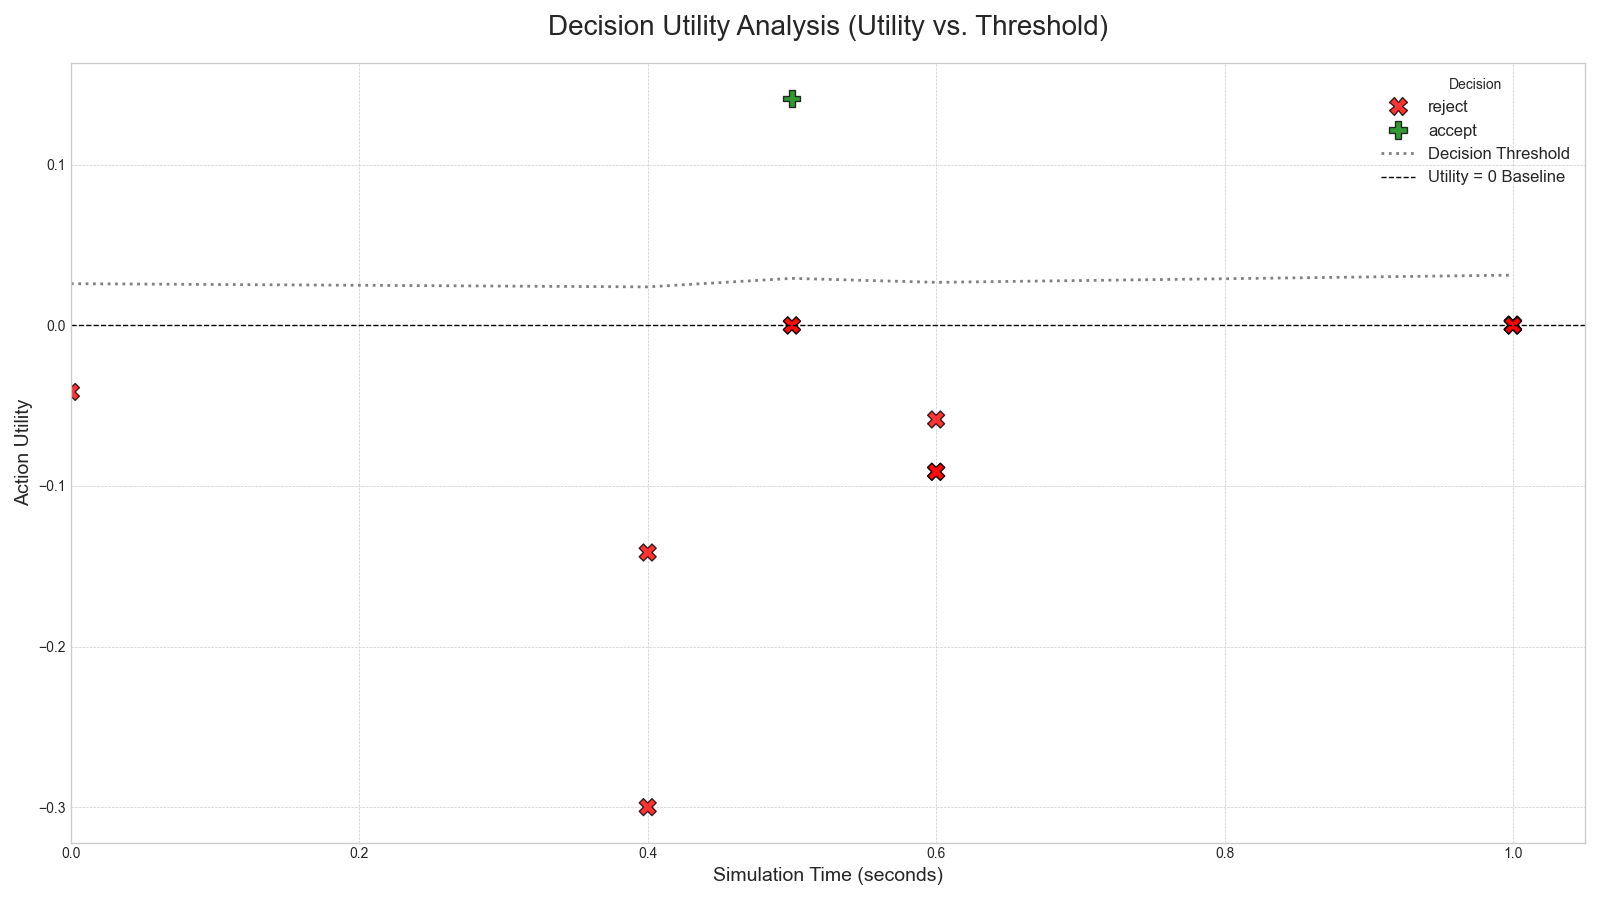 Decision Utility Analysis (Utility vs. Threshold)
Decision
reject
accept
Decision Threshold
Utility = 0 Baseline
Action Utility
0.1
0.0
−0.1
−0.2
−0.3
0.0 0.2 0.4 0.6 0.8 1.0
Simulation Time (seconds)